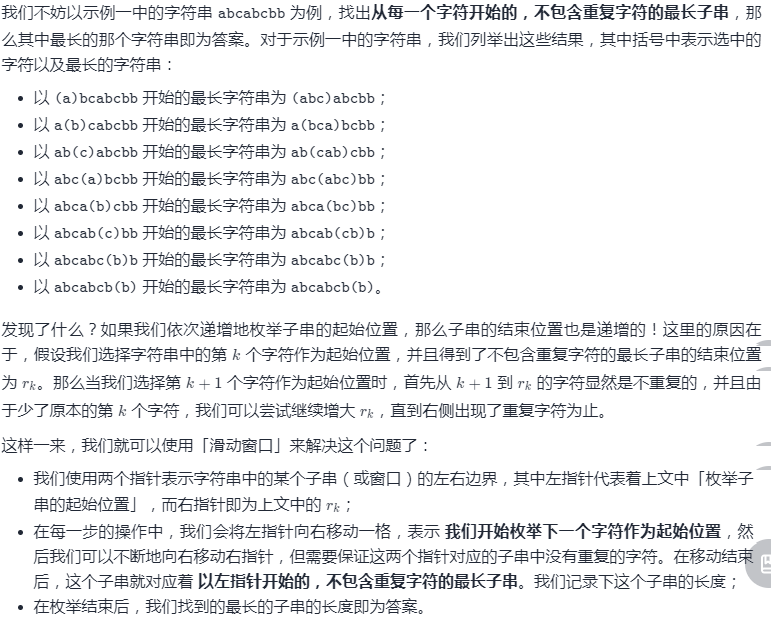 我们不妨以示例一中的字符串 abcabcbb 为例，找出从每一个字符开始的，不包含重复字符的最长子串，那
么其中最长的那个字符串即为答案。对于示例一中的字符串，我们列举出这些结果，其中括号中表示选中的
字符以及最长的字符串：
• 以 (a)bcabcbb 开始的最长字符串为 (abc)abcbb；
• 以 a(b)cabcbb 开始的最长字符串为 a(bca)bcbb；
• 以 ab(c)abcbb 开始的最长字符串为 ab(cab)cbb；
• 以 abc(a)bcbb 开始的最长字符串为 abc(abc)bb；
• 以 abca(b)cbb 开始的最长字符串为 abca(bc)bb；
• 以 abcab(c)bb 开始的最长字符串为 abcab(cb)b；
• 以 abcabc(b)b 开始的最长字符串为 abcabc(b)b；
• 以 abcabcb(b) 开始的最长字符串为 abcabcb(b)。
发现了什么？如果我们依次递增地枚举子串的起始位置，那么子串的结束位置也是递增的！这里的原因在
于，假设我们选择字符串中的第 k 个字符作为起始位置，并且得到了不包含重复字符的最长子串的结束位置
为 rₖ。那么当我们选择第 k + 1 个字符作为起始位置时，首先从 k + 1 到 rₖ 的字符显然是不重复的，并且由
于少了原本的第 k 个字符，我们可以尝试继续增大 rₖ，直到右侧出现了重复字符为止。
这样一来，我们就可以使用「滑动窗口」来解决这个问题了：
• 我们使用两个指针表示字符串中的某个子串（或窗口）的左右边界，其中左指针代表着上文中「枚举子
串的起始位置」，而右指针即为上文中的 rₖ；
• 在每一步的操作中，我们会将左指针向右移动一格，表示 我们开始枚举下一个字符作为起始位置，然
后我们可以不断地向右移动右指针，但需要保证这两个指针对应的子串中没有重复的字符。在移动结束
后，这个子串就对应着 以左指针开始的，不包含重复字符的最长子串。我们记录下这个子串的长度；
• 在枚举结束后，我们找到的最长的子串的长度即为答案。